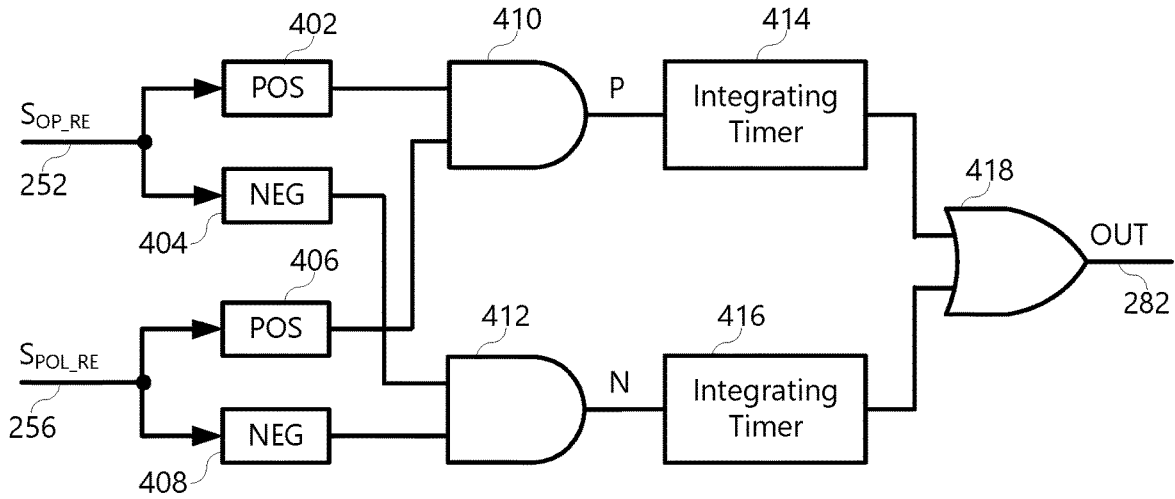 402
410
414
POS
P
Integrating
Timer
S_OP_RE
252
NEG
404
418
OUT
282
406
412
416
POS
S_POL_RE
256
N
Integrating
Timer
NEG
408